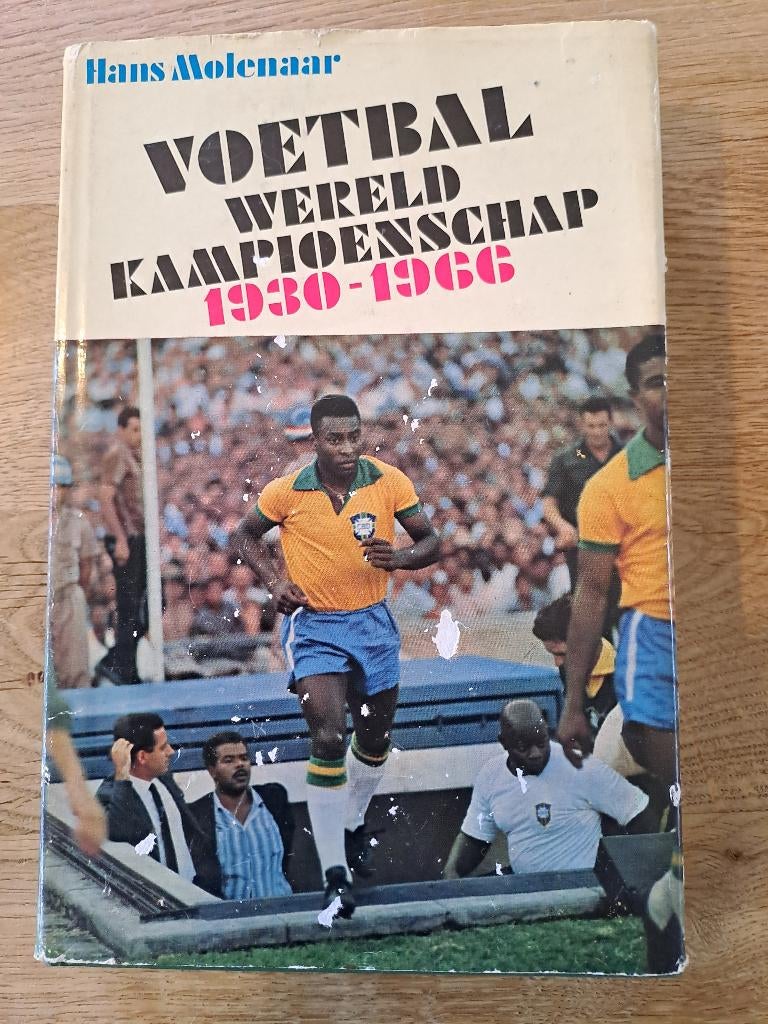 Hans Molenaar
VOETBAL
WERELD
KAMPIOENSCHAP
1930-1966